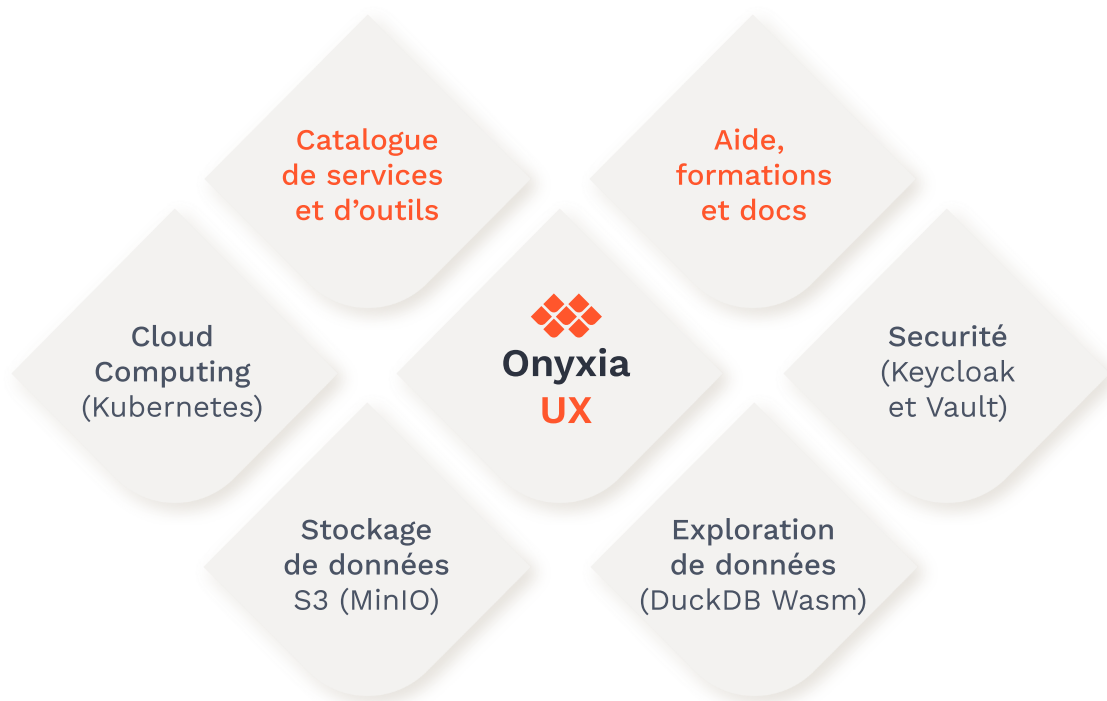 Catalogue
de services
et d’outils
Aide,
formations
et docs
Cloud
Computing
(Kubernetes)
Onyxia
UX
Securité
(Keycloak
et Vault)
Stockage
de données
S3 (MinIO)
Exploration
de données
(DuckDB Wasm)